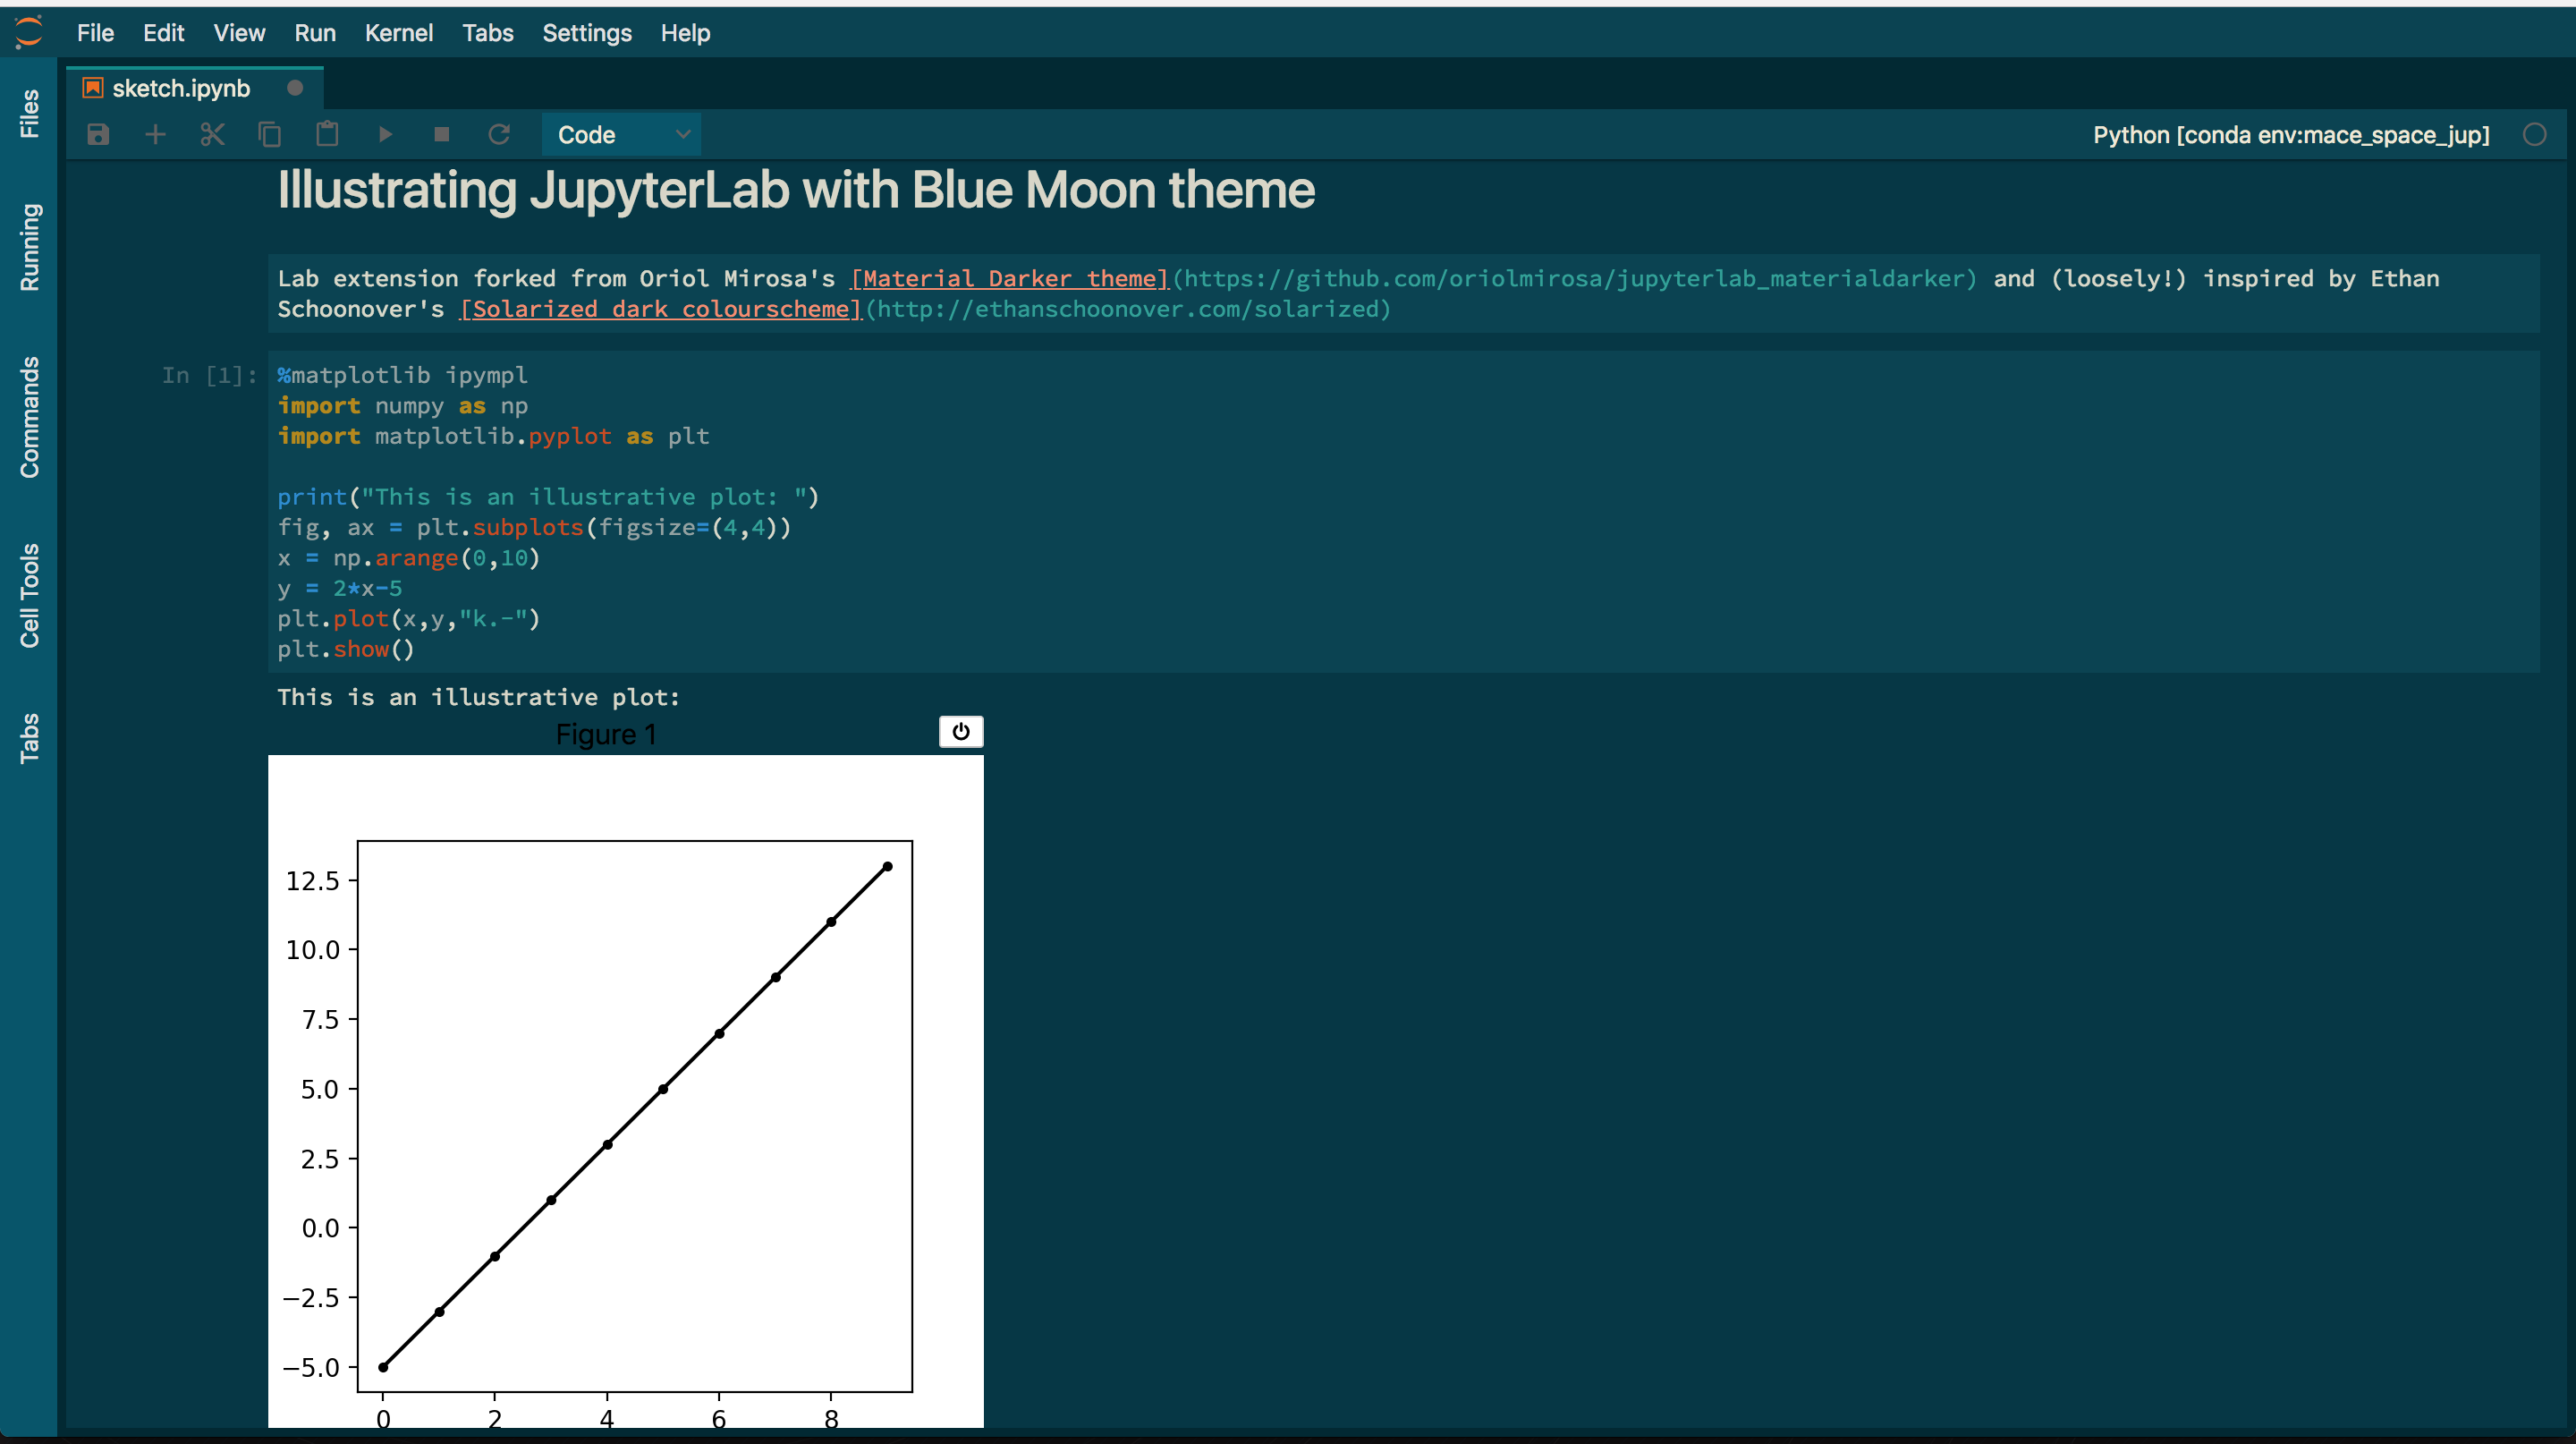 File Edit View Run Kernel Tabs Settings Help
Files
Running
Commands
Cell Tools
Tabs
sketch.ipynb
Code
Python [conda env:mace_space_jup]
Illustrating JupyterLab with Blue Moon theme
Lab extension forked from Oriol Mirosa's [Material Darker theme](https://github.com/oriolmirosa/jupyterlab_materialdarker) and (loosely!) inspired by Ethan
Schoonover's [Solarized dark colourscheme](http://ethanschoonover.com/solarized)
In [1]:
%matplotlib ipympl
import numpy as np
import matplotlib.pyplot as plt
print("This is an illustrative plot: ")
fig, ax = plt.subplots(figsize=(4,4))
x = np.arange(0,10)
y = 2*x-5
plt.plot(x,y,"k.-")
plt.show()
This is an illustrative plot:
Figure 1
12.5
10.0
7.5
5.0
2.5
0.0
−2.5
−5.0
0 2 4 6 8